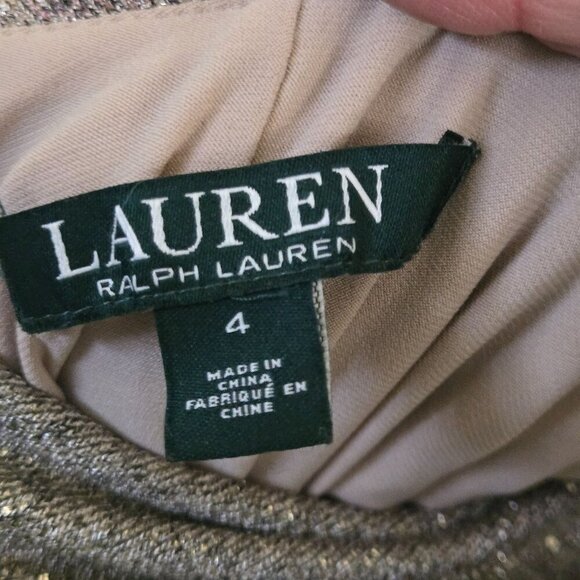 LAUREN
RALPH LAUREN
4
MADE IN
CHINA
FABRIQUÉ EN
CHINE